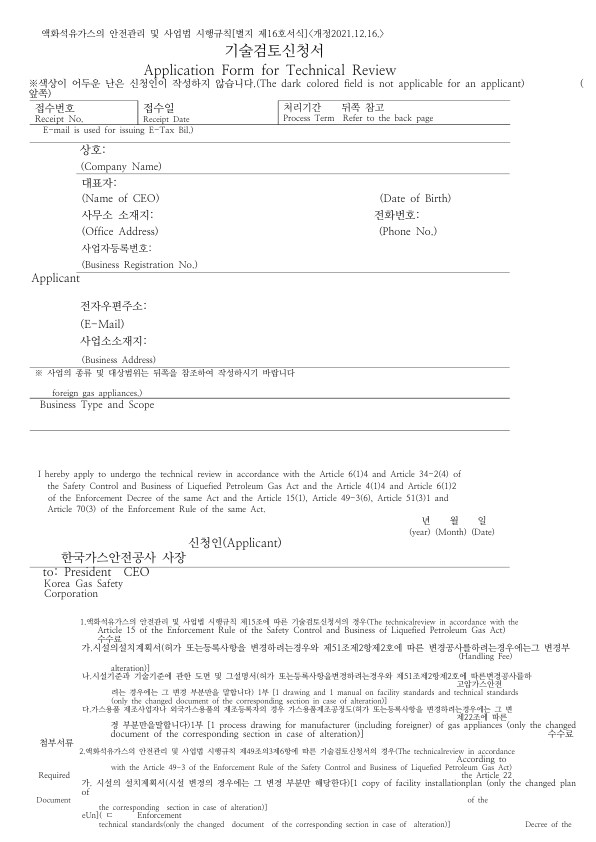 액화석유가스의 안전관리 및 사업법 시행규칙[별지 제16호서식]<개정2021.12.16.>
기술검토신청서
Application Form for Technical Review
※색상이 어두운 난은 신청인이 작성하지 않습니다.(The dark colored field is not applicable for an applicant) (
앞쪽)
접수번호 접수일 처리기간 뒤쪽 참고
Receipt No. Receipt Date Process Term Refer to the back page
E-mail is used for issuing E-Tax Bil.)
상호:
(Company Name)
대표자:
(Name of CEO) (Date of Birth)
사무소 소재지: 전화번호:
(Office Address) (Phone No.)
사업자등록번호:
(Business Registration No.)
Applicant
전자우편주소:
(E-Mail)
사업소소재지:
(Business Address)
※ 사업의 종류 및 대상범위는 뒤쪽을 참조하여 작성하시기 바랍니다
foreign gas appliances.)
Business Type and Scope
I hereby apply to undergo the technical review in accordance with the Article 6(1)4 and Article 34-2(4) of
the Safety Control and Business of Liquefied Petroleum Gas Act and the Article 4(1)4 and Article 6(1)2
of the Enforcement Decree of the same Act and the Article 15(1), Article 49-3(6), Article 51(3)1 and
Article 70(3) of the Enforcement Rule of the same Act.
년 월 일
(year) (Month) (Date)
신청인(Applicant)
한국가스안전공사 사장
to: President CEO
Korea Gas Safety
Corporation
1.액화석유가스의 안전관리 및 사업법 시행규칙 제15조에 따른 기술검토신청서의 경우(The technicalreview in accordance with the
Article 15 of the Enforcement Rule of the Safety Control and Business of Liquefied Petroleum Gas Act)
수수료
가.시설의설치계획서(허가 또는등록사항을 변경하려는경우와 제51조제2항제2호에 따른 변경공사를하려는경우에는그 변경부
(Handling Fee)
alteration)]
나.시설기준과 기술기준에 관한 도면 및 그설명서(허가 또는등록사항을변경하려는경우와 제51조제2항제2호에 따른변경공사를하
고압가스안전
려는 경우에는 그 변경 부분만을 말합니다) 1부 [1 drawing and 1 manual on facility standards and technical standards
(only the changed document of the corresponding section in case of alteration)]
다.가스용품 제조사업자나 외국가스용품의 제조등록자의 경우 가스용품제조공정도(허가 또는등록사항을 변경하려는경우에는 그 변
제22조에 따른
경 부분만을말합니다)1부 [1 process drawing for manufacturer (including foreigner) of gas appliances (only the changed
document of the corresponding section in case of alteration)] 수수료
첨부서류
2.액화석유가스의 안전관리 및 사업법 시행규칙 제49조의3제6항에 따른 기술검토신청서의 경우(The technicalreview in accordance
According to
with the Article 49-3 of the Enforcement Rule of the Safety Control and Business of Liquefied Petroleum Gas Act)
Required the Article 22
가. 시설의 설치계획서(시설 변경의 경우에는 그 변경 부분만 해당한다)[1 copy of facility installationplan (only the changed plan
of
Document of the
the corresponding section in case of alteration)]
eUn]( ㄷ Enforcement
technical standards(only the changed document of the corresponding section in case of alteration)] Decree of the